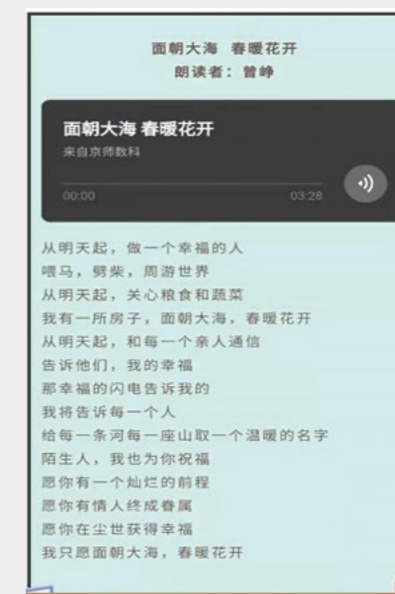 面朝大海 春暖花开
朗读者：曾峥
面朝大海 春暖花开
来自京师数科
00:00 03:28
从明天起，做一个幸福的人
喂马，劈柴，周游世界
从明天起，关心粮食和蔬菜
我有一所房子，面朝大海，春暖花开
从明天起，和每一个亲人通信
告诉他们，我的幸福
那幸福的闪电告诉我的
我将告诉每一个人
给每一条河每一座山取一个温暖的名字
陌生人，我也为你祝福
愿你有一个灿烂的前程
愿你有情人终成眷属
愿你在尘世获得幸福
我只愿面朝大海，春暖花开